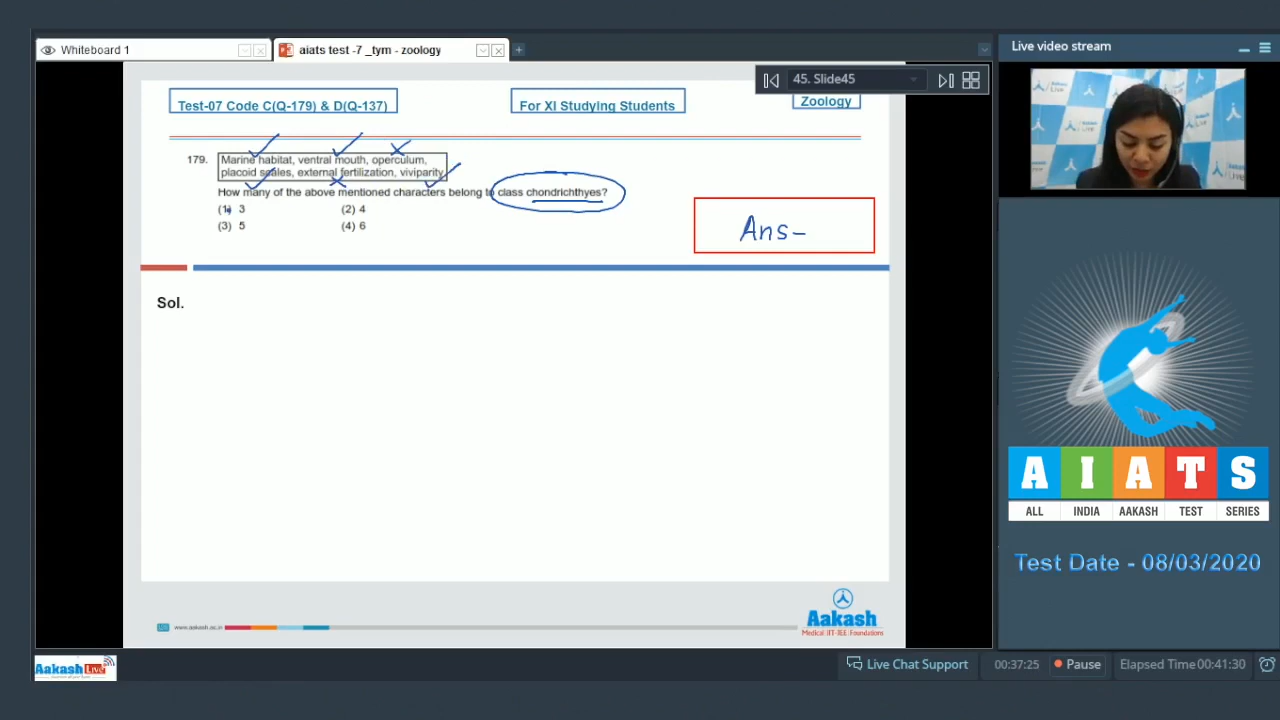 Whiteboard 1
aiats test -7 _tym - zoology
Live video stream
45. Slide45
Test-07 Code C(Q-179) & D(Q-137)
For XI Studying Students
Zoology
179. Marine habitat, ventral mouth, operculum,
placoid scales, external fertilization, viviparity
How many of the above mentioned characters belong to class chondrichthyes?
(1) 3 (2) 4
(3) 5 (4) 6
Ans-
Sol.
A I A T S
ALL INDIA AAKASH TEST SERIES
Test Date - 08/03/2020
www.aakash.ac.in
Aakash
Medical|IIT-JEE|Foundations
Aakash Live
Live Chat Support
00:37:25
Pause
Elapsed Time 00:41:30